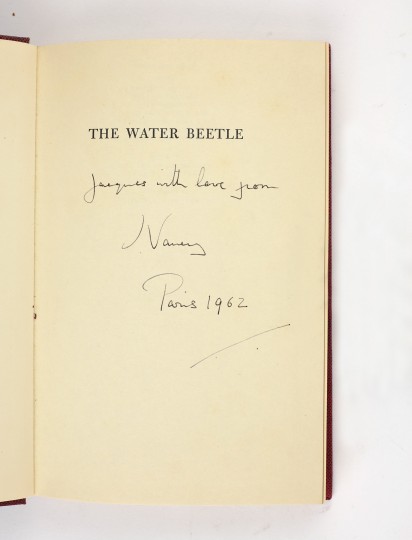 THE WATER BEETLE
Jacques with love from
Nancy
Paris 1962